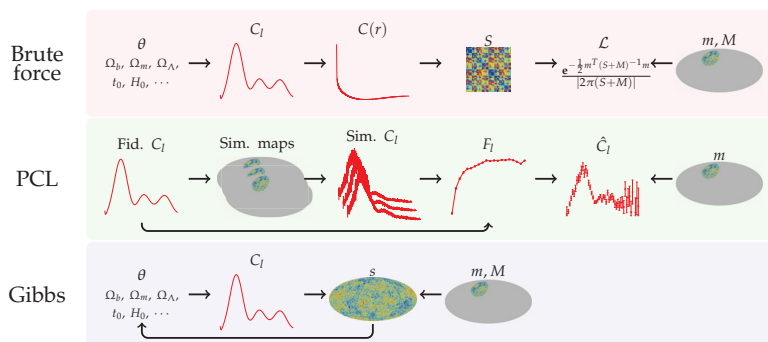 Brute force
θ
Ω_b, Ω_m, Ω_Λ,
t_0, H_0, ⋯
C_l
C(r)
S
ℒ
e^{-\frac{1}{2}m^T(S+M)^{-1}m}
|2π(S+M)|
m, M
PCL
Fid. C_l
Sim. maps
Sim. C_l
F_l
Ĉ_l
m
Gibbs
θ
Ω_b, Ω_m, Ω_Λ,
t_0, H_0, ⋯
C_l
s
m, M